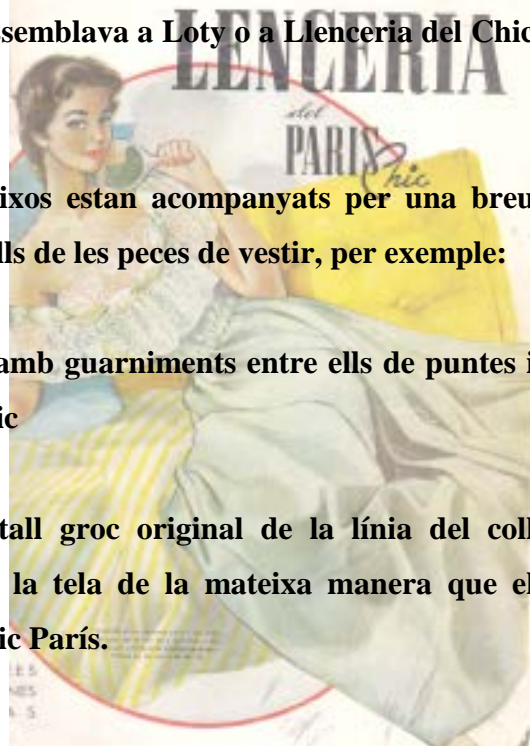 ssemblava a Loty o a Llenceria del Chic
LENCERIA
del
PARIS
Chic
ixos estan acompanyats per una breu
lls de les peces de vestir, per exemple:
amb guarniments entre ells de puntes i
ic
tall groc original de la línia del coll
la tela de la mateixa manera que el
ic París.